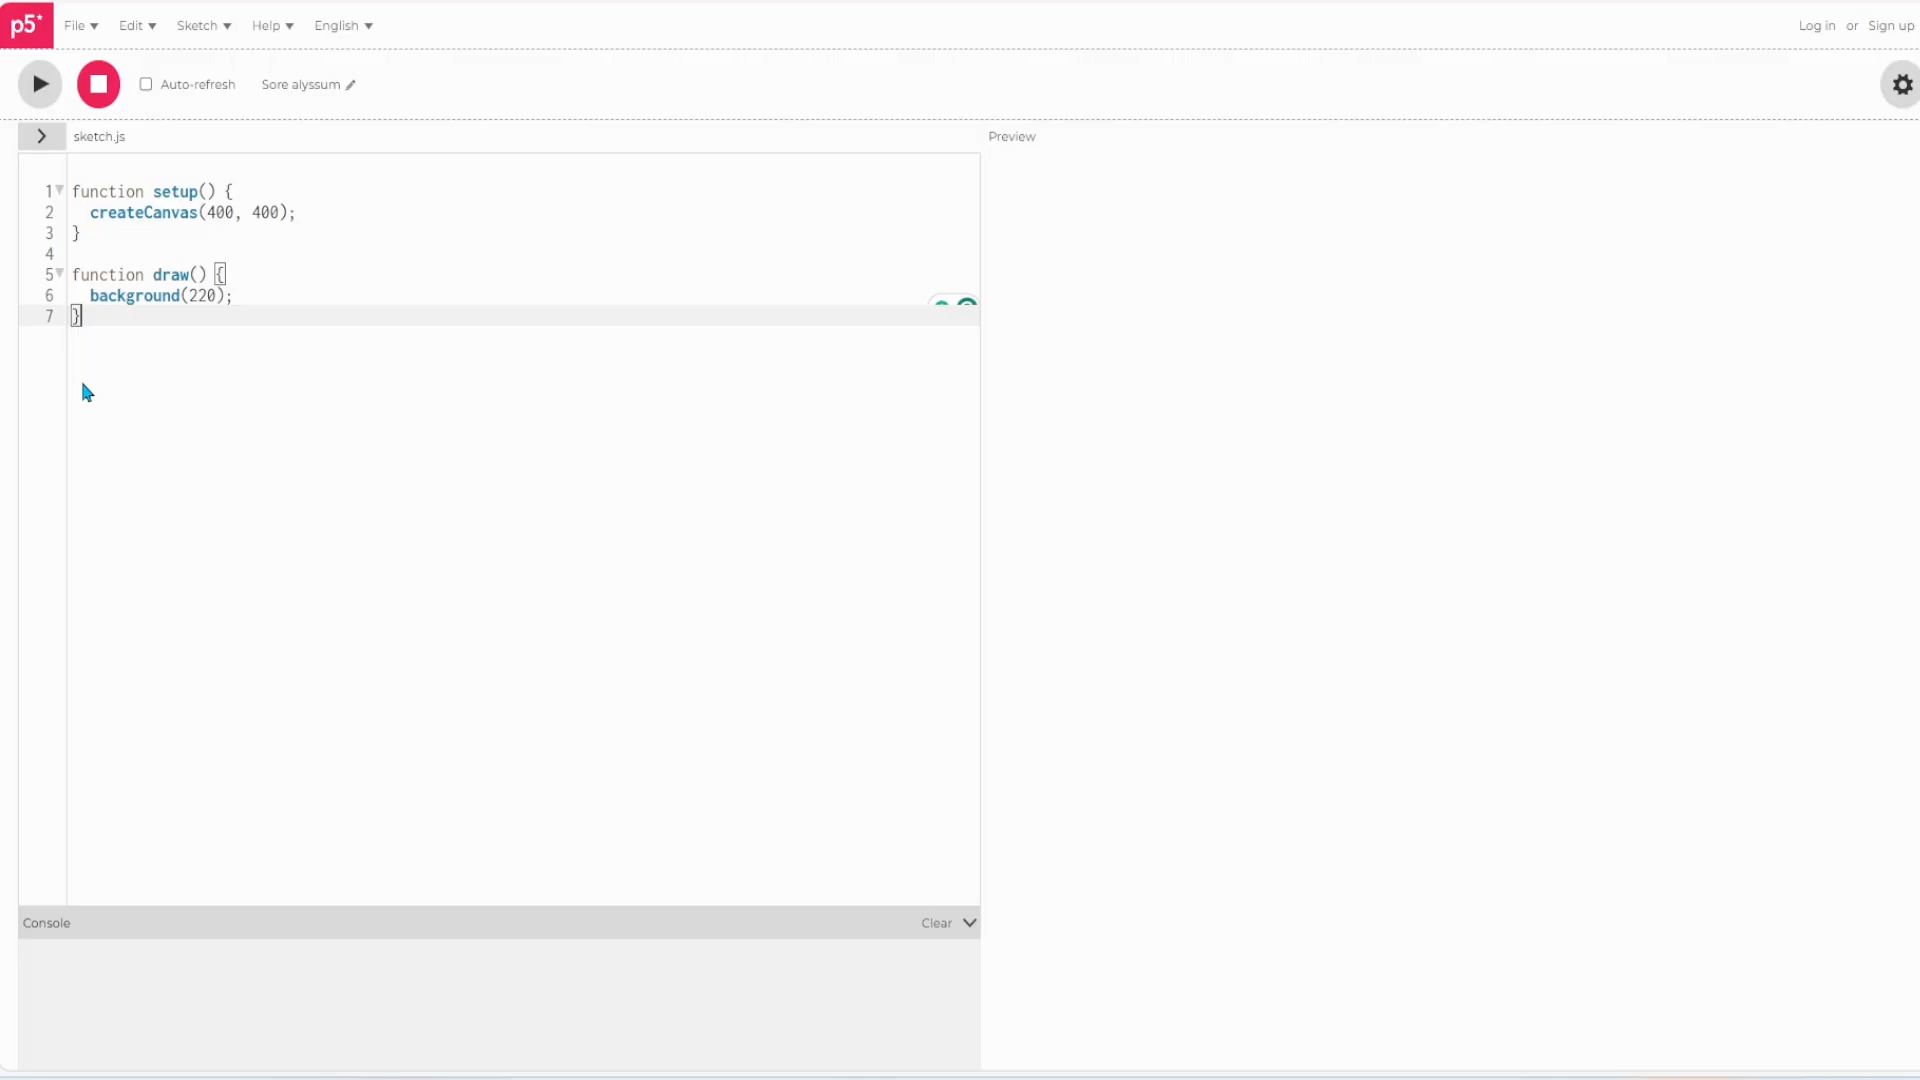 p5*
File Edit Sketch Help English
Log in or Sign up
Auto-refresh Sore alyssum
sketch.js
Preview
1 function setup() {
2   createCanvas(400, 400);
3 }
4
5 function draw() {
6   background(220);
7 }
Console
Clear